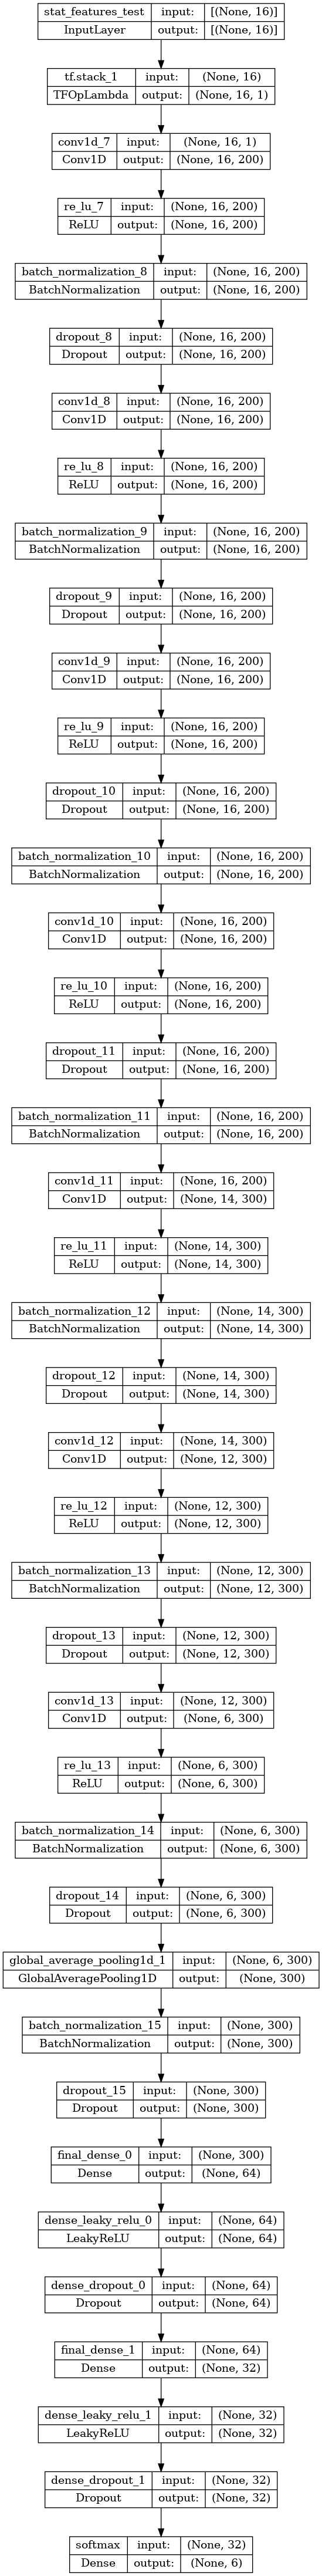 stat_features_test input: [(None, 16)]
InputLayer output: [(None, 16)]
tf.stack_1 input: (None, 16)
TFOpLambda output: (None, 16, 1)
conv1d_7 input: (None, 16, 1)
Conv1D output: (None, 16, 200)
re_lu_7 input: (None, 16, 200)
ReLU output: (None, 16, 200)
batch_normalization_8 input: (None, 16, 200)
BatchNormalization output: (None, 16, 200)
dropout_8 input: (None, 16, 200)
Dropout output: (None, 16, 200)
conv1d_8 input: (None, 16, 200)
Conv1D output: (None, 16, 200)
re_lu_8 input: (None, 16, 200)
ReLU output: (None, 16, 200)
batch_normalization_9 input: (None, 16, 200)
BatchNormalization output: (None, 16, 200)
dropout_9 input: (None, 16, 200)
Dropout output: (None, 16, 200)
conv1d_9 input: (None, 16, 200)
Conv1D output: (None, 16, 200)
re_lu_9 input: (None, 16, 200)
ReLU output: (None, 16, 200)
dropout_10 input: (None, 16, 200)
Dropout output: (None, 16, 200)
batch_normalization_10 input: (None, 16, 200)
BatchNormalization output: (None, 16, 200)
conv1d_10 input: (None, 16, 200)
Conv1D output: (None, 16, 200)
re_lu_10 input: (None, 16, 200)
ReLU output: (None, 16, 200)
dropout_11 input: (None, 16, 200)
Dropout output: (None, 16, 200)
batch_normalization_11 input: (None, 16, 200)
BatchNormalization output: (None, 16, 200)
conv1d_11 input: (None, 16, 200)
Conv1D output: (None, 14, 300)
re_lu_11 input: (None, 14, 300)
ReLU output: (None, 14, 300)
batch_normalization_12 input: (None, 14, 300)
BatchNormalization output: (None, 14, 300)
dropout_12 input: (None, 14, 300)
Dropout output: (None, 14, 300)
conv1d_12 input: (None, 14, 300)
Conv1D output: (None, 12, 300)
re_lu_12 input: (None, 12, 300)
ReLU output: (None, 12, 300)
batch_normalization_13 input: (None, 12, 300)
BatchNormalization output: (None, 12, 300)
dropout_13 input: (None, 12, 300)
Dropout output: (None, 12, 300)
conv1d_13 input: (None, 12, 300)
Conv1D output: (None, 6, 300)
re_lu_13 input: (None, 6, 300)
ReLU output: (None, 6, 300)
batch_normalization_14 input: (None, 6, 300)
BatchNormalization output: (None, 6, 300)
dropout_14 input: (None, 6, 300)
Dropout output: (None, 6, 300)
global_average_pooling1d_1 input: (None, 6, 300)
GlobalAveragePooling1D output: (None, 300)
batch_normalization_15 input: (None, 300)
BatchNormalization output: (None, 300)
dropout_15 input: (None, 300)
Dropout output: (None, 300)
final_dense_0 input: (None, 300)
Dense output: (None, 64)
dense_leaky_relu_0 input: (None, 64)
LeakyReLU output: (None, 64)
dense_dropout_0 input: (None, 64)
Dropout output: (None, 64)
final_dense_1 input: (None, 64)
Dense output: (None, 32)
dense_leaky_relu_1 input: (None, 32)
LeakyReLU output: (None, 32)
dense_dropout_1 input: (None, 32)
Dropout output: (None, 32)
softmax input: (None, 32)
Dense output: (None, 6)